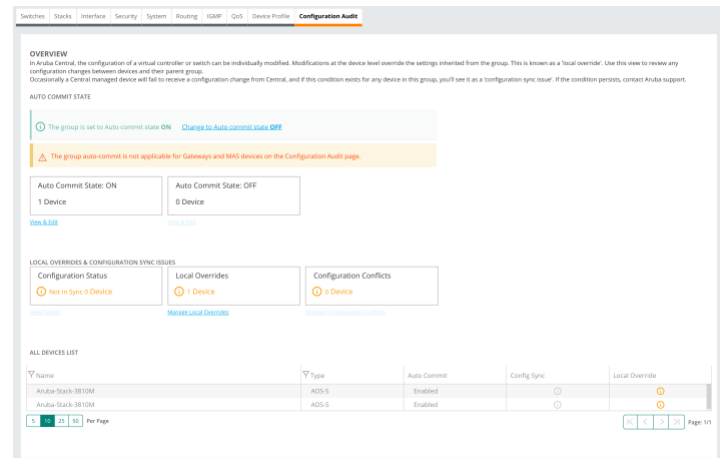 Switches Stacks Interface Security System Routing IGMP QoS Device Profile Configuration Audit
OVERVIEW
In Aruba Central, the configuration of a virtual controller or switch can be individually modified. Modifications at the device level override the settings inherited from the group. This is known as a 'local override'. Use this view to review any
configuration changes between devices and their parent group.
Occasionally a Central managed device will fail to receive a configuration change from Central, and if this condition exists for any device in this group, you'll see it as a 'configuration sync issue'. If the condition persists, contact Aruba support.
AUTO COMMIT STATE
The group is set to Auto commit state ON Change to Auto commit state OFF
The group auto-commit is not applicable for Gateways and MAS devices on the Configuration Audit page.
Auto Commit State: ON Auto Commit State: OFF
1 Device 0 Device
View & Edit View & Edit
LOCAL OVERRIDES & CONFIGURATION SYNC ISSUES
Configuration Status Local Overrides Configuration Conflicts
Not In Sync 0 Device 1 Device 0 Device
View Details Manage Local Overrides Manage Configuration Conflicts
ALL DEVICES LIST
Name Type Auto Commit Config Sync Local Override
Aruba-Stack-3810M AOS-S Enabled
Aruba-Stack-3810M AOS-S Enabled
5 10 25 50 Per Page Page: 1/1